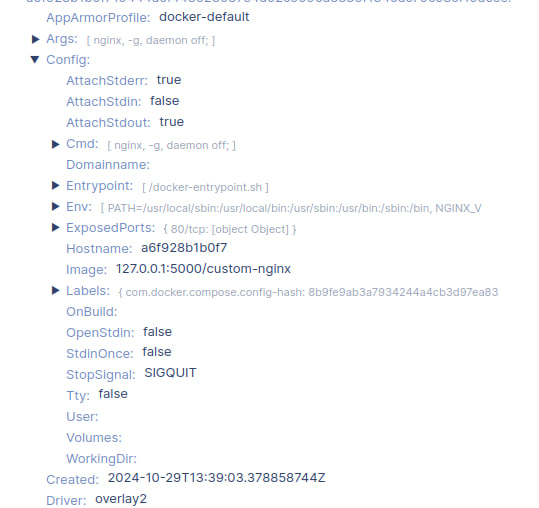 AppArmorProfile: docker-default
Args: [ nginx, -g, daemon off; ]
Config:
AttachStderr: true
AttachStdin: false
AttachStdout: true
Cmd: [ nginx, -g, daemon off; ]
Domainname:
Entrypoint: [ /docker-entrypoint.sh ]
Env: [ PATH=/usr/local/sbin:/usr/local/bin:/usr/sbin:/usr/bin:/sbin:/bin, NGINX_V
ExposedPorts: { 80/tcp: [object Object] }
Hostname: a6f928b1b0f7
Image: 127.0.0.1:5000/custom-nginx
Labels: { com.docker.compose.config-hash: 8b9fe9ab3a7934244a4cb3d97ea83
OnBuild:
OpenStdin: false
StdinOnce: false
StopSignal: SIGQUIT
Tty: false
User:
Volumes:
WorkingDir:
Created: 2024-10-29T13:39:03.378858744Z
Driver: overlay2